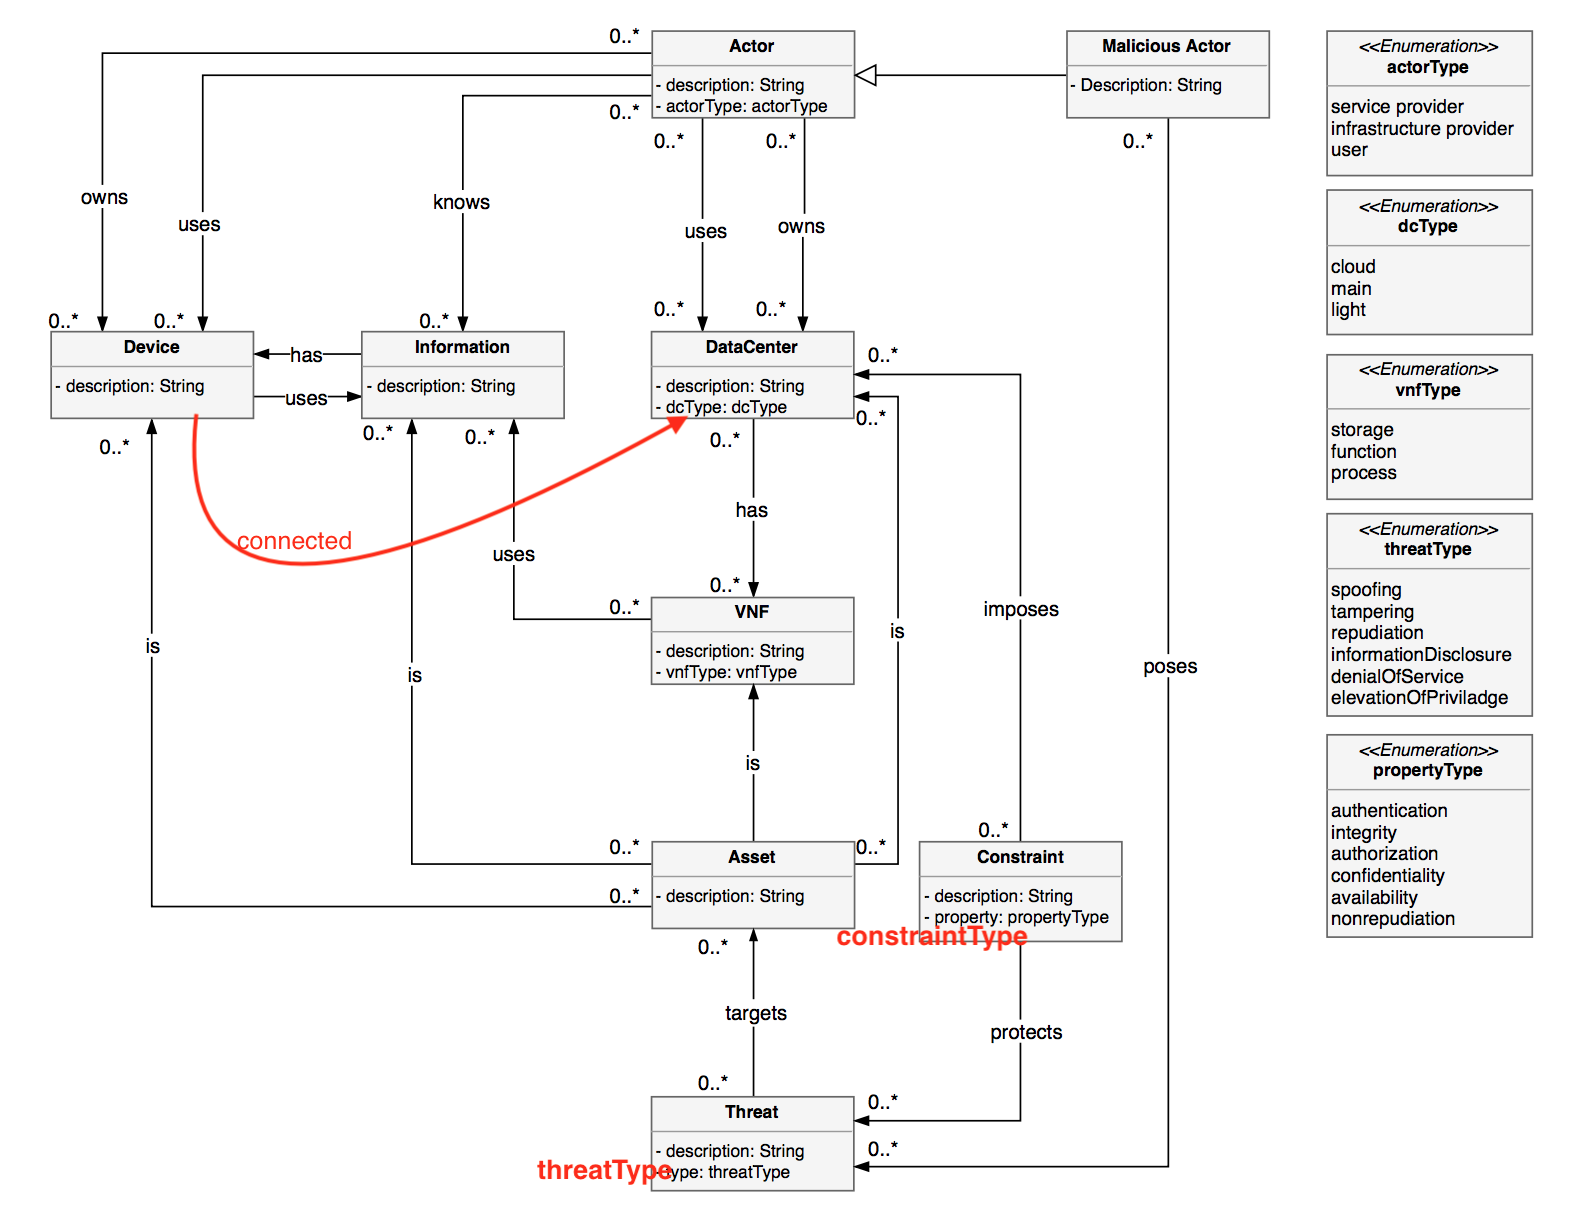 0..*
Actor
- description: String
- actorType: actorType
0..*
Malicious Actor
- Description: String
<<Enumeration>>
actorType
service provider
infrastructure provider
user
0..*
0..*
0..*
owns
uses
knows
uses
owns
<<Enumeration>>
dcType
cloud
main
light
0..*
0..*
0..*
0..*
0..*
Device
- description: String
has
uses
Information
- description: String
DataCenter
- description: String
- dcType: dcType
0..*
0..*
<<Enumeration>>
vnfType
storage
function
process
0..*
0..*
0..*
0..*
has
connected
uses
0..*
0..*
VNF
- description: String
- vnfType: vnfType
is
is
is
is
imposes
poses
<<Enumeration>>
threatType
spoofing
tampering
repudiation
informationDisclosure
denialOfService
elevationOfPriviladge
<<Enumeration>>
propertyType
authentication
integrity
authorization
confidentiality
availability
nonrepudiation
0..*
0..*
Asset
- description: String
0..*
0..*
Constraint
- description: String
- property: propertyType
constraintType
0..*
targets
protects
0..*
Threat
- description: String
- type: threatType
threatType
0..*
0..*